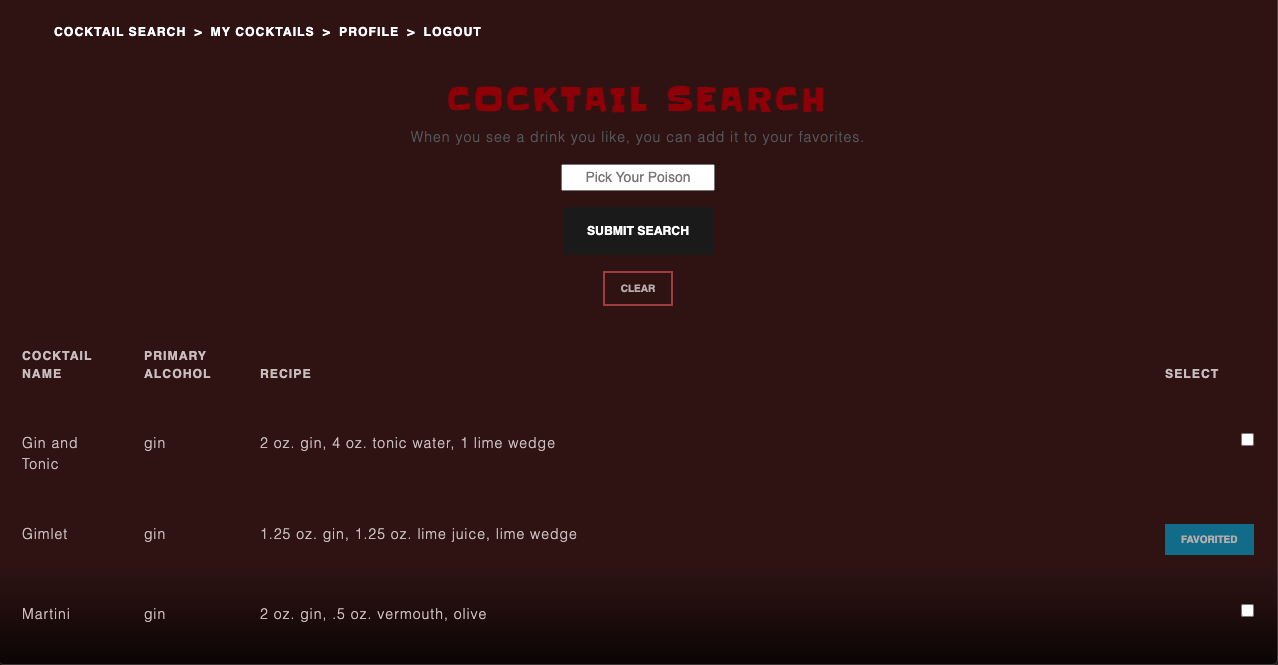 COCKTAIL SEARCH > MY COCKTAILS > PROFILE > LOGOUT
COCKTAIL SEARCH
When you see a drink you like, you can add it to your favorites.
Pick Your Poison
SUBMIT SEARCH
CLEAR
COCKTAIL NAME PRIMARY ALCOHOL RECIPE SELECT
Gin and Tonic gin 2 oz. gin, 4 oz. tonic water, 1 lime wedge
Gimlet gin 1.25 oz. gin, 1.25 oz. lime juice, lime wedge FAVORITED
Martini gin 2 oz. gin, .5 oz. vermouth, olive